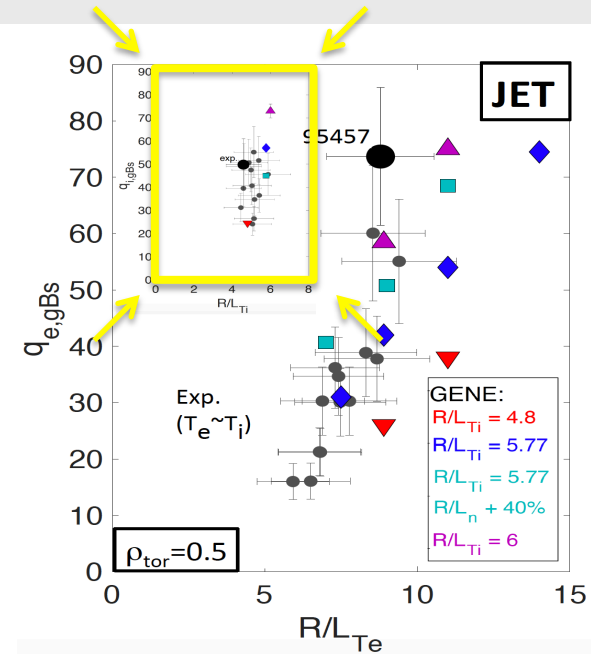 JET
90
80
70
60
50
40
30
20
10
0
q_e,gBs
0
5
10
15
R/L_Te
90
80
70
60
50
40
30
20
10
0
q_i,gBs
0
2
4
6
8
R/L_Ti
exp.
95457
Exp.
(T_e~T_i)
ρ_tor=0.5
GENE:
R/L_Ti = 4.8
R/L_Ti = 5.77
R/L_Ti = 5.77
R/L_n + 40%
R/L_Ti = 6